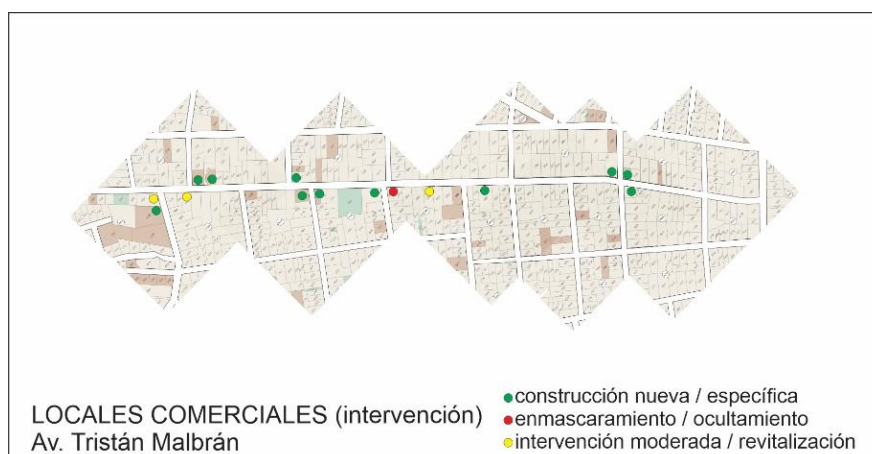 LOCALES COMERCIALES (intervención)
Av. Tristán Malbrán
construcción nueva / específica
enmascaramiento / ocultamiento
intervención moderada / revitalización